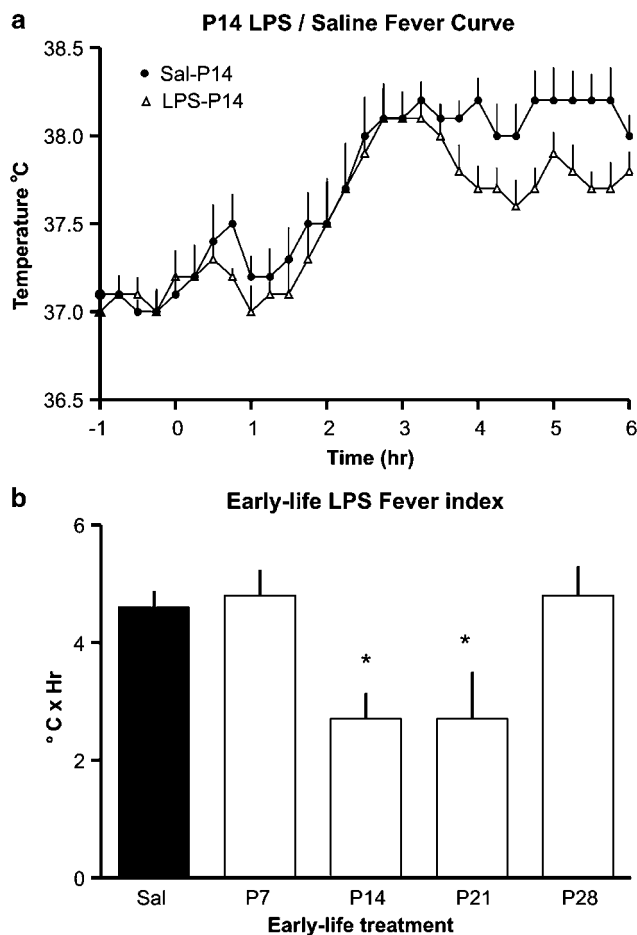 a
P14 LPS / Saline Fever Curve
38.5
38.0
37.5
37.0
36.5
Temperature °C
Sal-P14
LPS-P14
-1 0 1 2 3 4 5 6
Time (hr)
b
Early-life LPS Fever index
6
4
2
0
° C x Hr
* *
Sal P7 P14 P21 P28
Early-life treatment